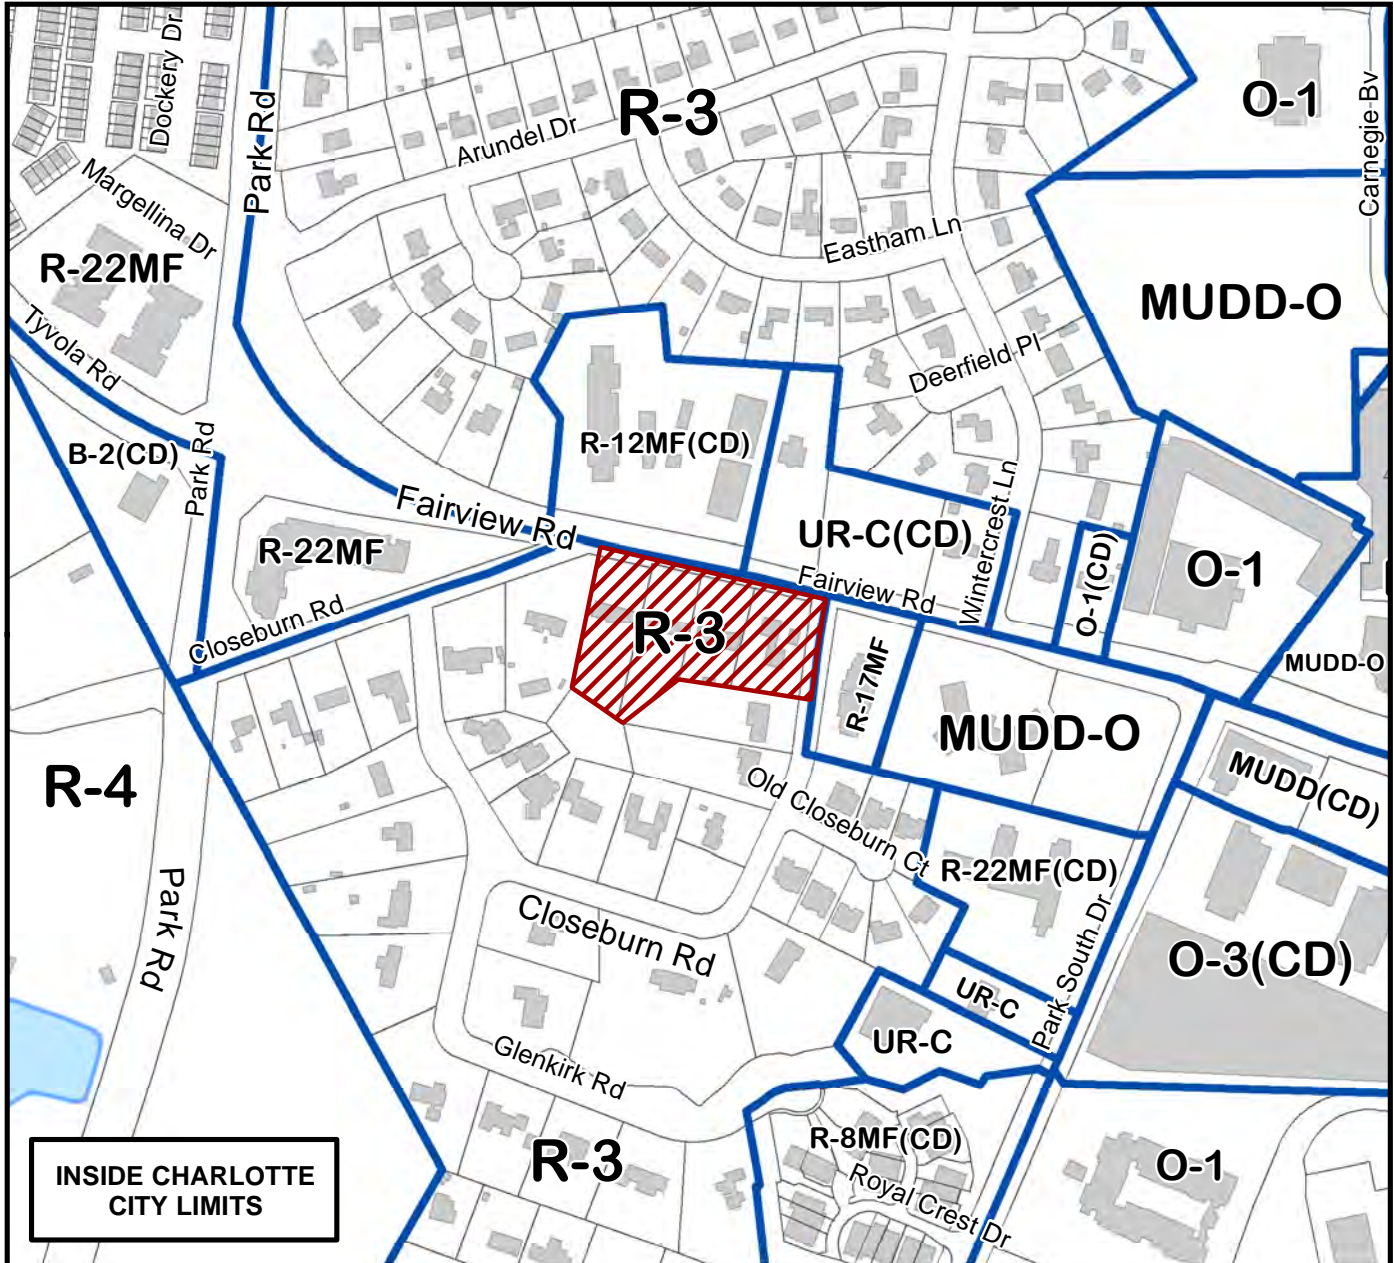 Dockery Dr
Park Rd
R-3
O-1
Carnegie Bv
Arundel Dr
Margellina Dr
R-22MF
Eastham Ln
MUDD-O
Tyvola Rd
Deerfield Pl
B-2(CD)
Park Rd
R-12MF(CD)
Fairview Rd
R-22MF
UR-C(CD)
Wintercrest Ln
O-1(CD)
O-1
Fairview Rd
Closeburn Rd
R-3
R-17MF
MUDD-O
MUDD-O
R-4
MUDD(CD)
Old Closeburn Ct
R-22MF(CD)
Park Rd
Closeburn Rd
Park South Dr
O-3(CD)
UR-C
UR-C
Glenkirk Rd
R-3
R-8MF(CD)
O-1
Royal Crest Dr
INSIDE CHARLOTTE
CITY LIMITS